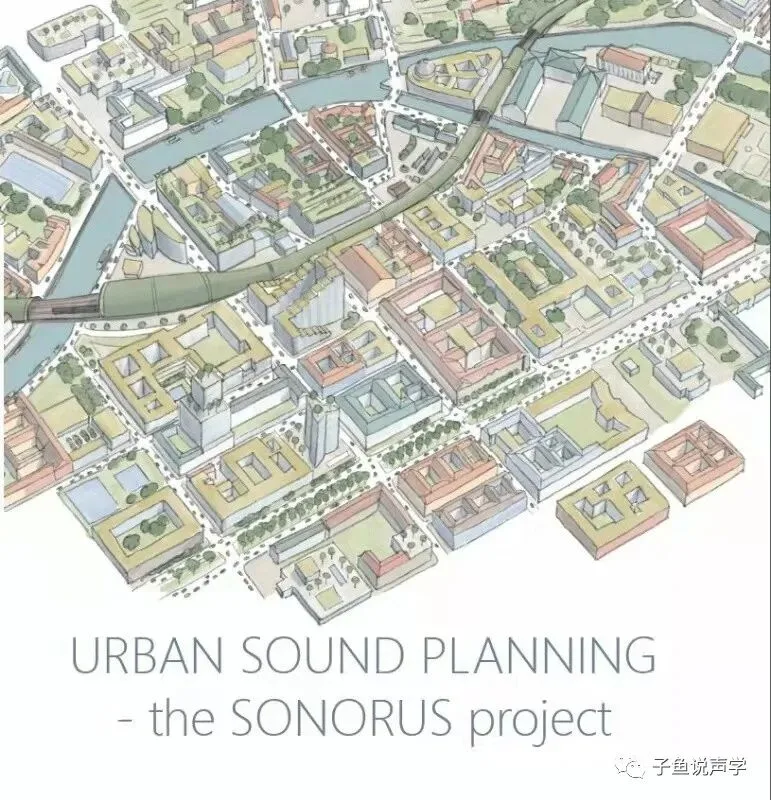 URBAN SOUND PLANNING
- the SONORUS project
子鱼说声学